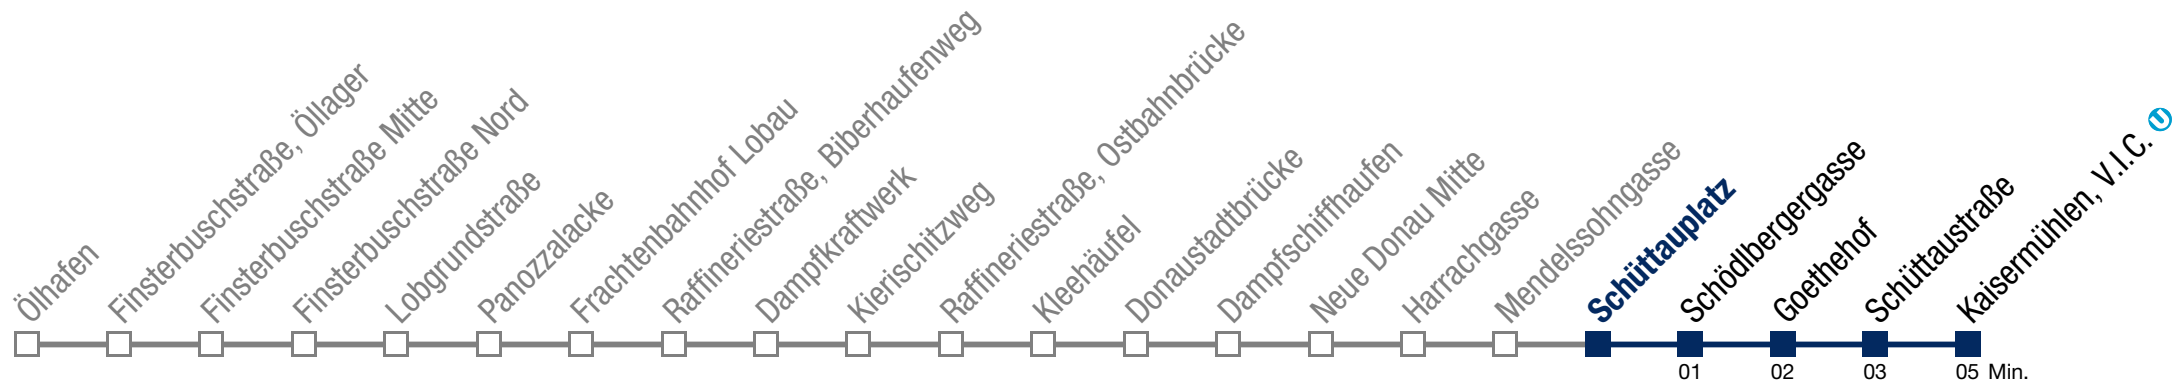 Ölhafen
Finsterbuschstraße, Öllager
Finsterbuschstraße Mitte
Finsterbuschstraße Nord
Lobgrundstraße
Panozzalacke
Frachtenbahnhof Lobau
Raffineriestraße, Biberhaufenweg
Dampfkraftwerk
Kierischitzweg
Raffineriestraße, Ostbahnbrücke
Kleehäufel
Donaustadtbrücke
Dampfschiffhaufen
Neue Donau Mitte
Harrachgasse
Mendelssohngasse
Schüttauplatz
Schödlbergergasse
Goethehof
Schüttaustraße
Kaisermühlen, V.I.C. U
01 02 03 05 Min.